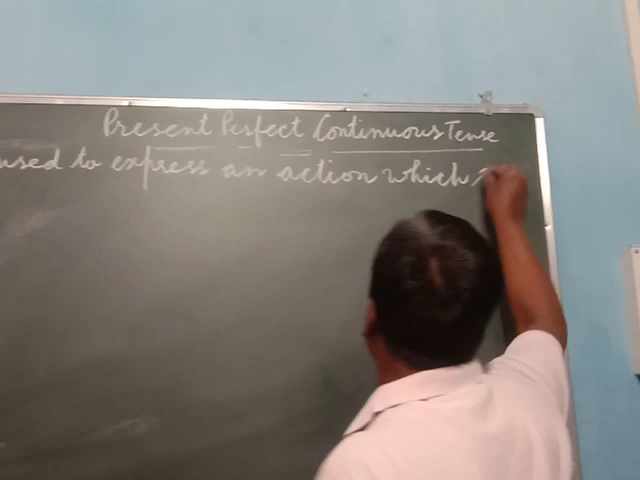 Present Perfect Continuous Tense
used to express an action which